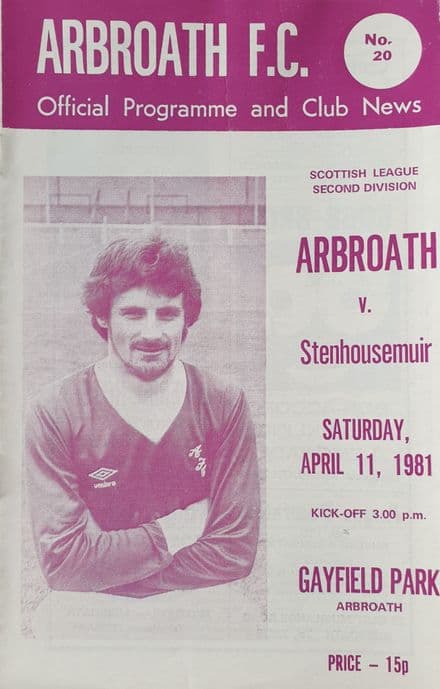 ARBROATH F.C.
No.
20
Official Programme and Club News
SCOTTISH LEAGUE
SECOND DIVISION
ARBROATH
v.
Stenhousemuir
SATURDAY,
APRIL 11, 1981
KICK-OFF 3.00 p.m.
GAYFIELD PARK
ARBROATH
PRICE – 15p
umbro